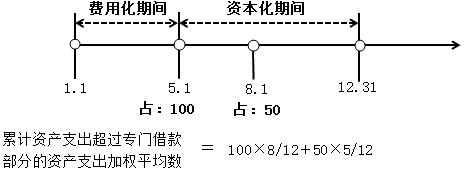 费用化期间 资本化期间
1.1 5.1 8.1 12.31
占：100 占：50
累计资产支出超过专门借款
部分的资产支出加权平均数 ＝ 100×8/12＋50×5/12